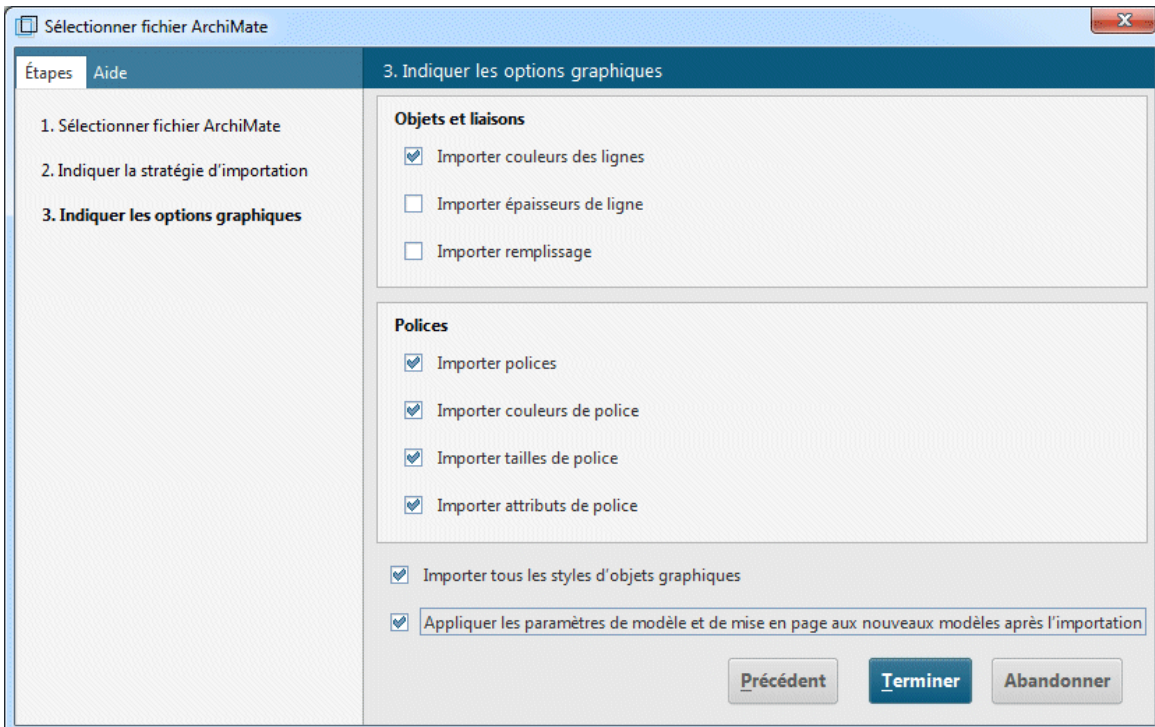 Sélectionner fichier ArchiMate
Étapes Aide
1. Sélectionner fichier ArchiMate
2. Indiquer la stratégie d'importation
3. Indiquer les options graphiques
3. Indiquer les options graphiques
Objets et liaisons
Importer couleurs des lignes
Importer épaisseurs de ligne
Importer remplissage
Polices
Importer polices
Importer couleurs de police
Importer tailles de police
Importer attributs de police
Importer tous les styles d'objets graphiques
Appliquer les paramètres de modèle et de mise en page aux nouveaux modèles après l'importation
Précédent Terminer Abandonner